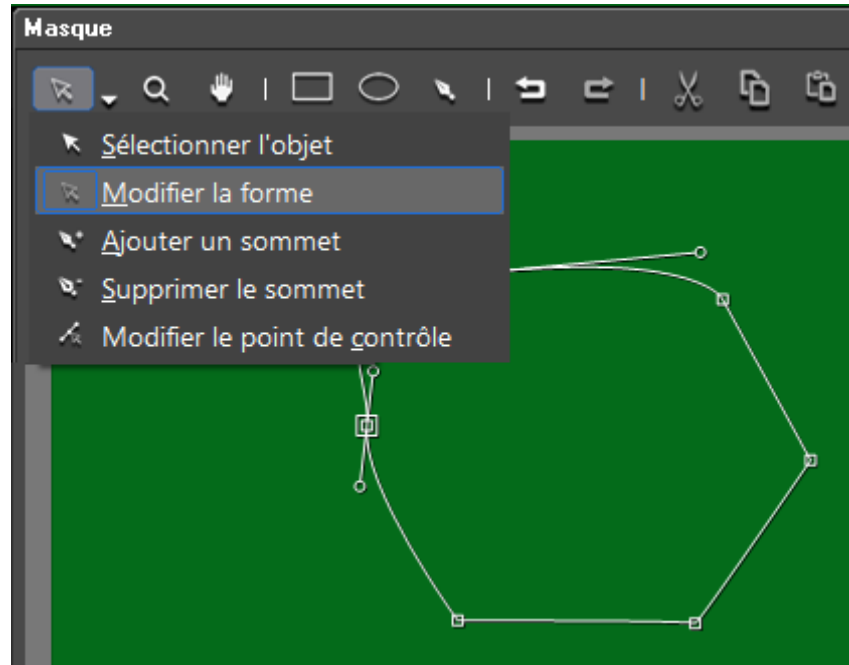 Masque
Sélectionner l'objet
Modifier la forme
Ajouter un sommet
Supprimer le sommet
Modifier le point de contrôle